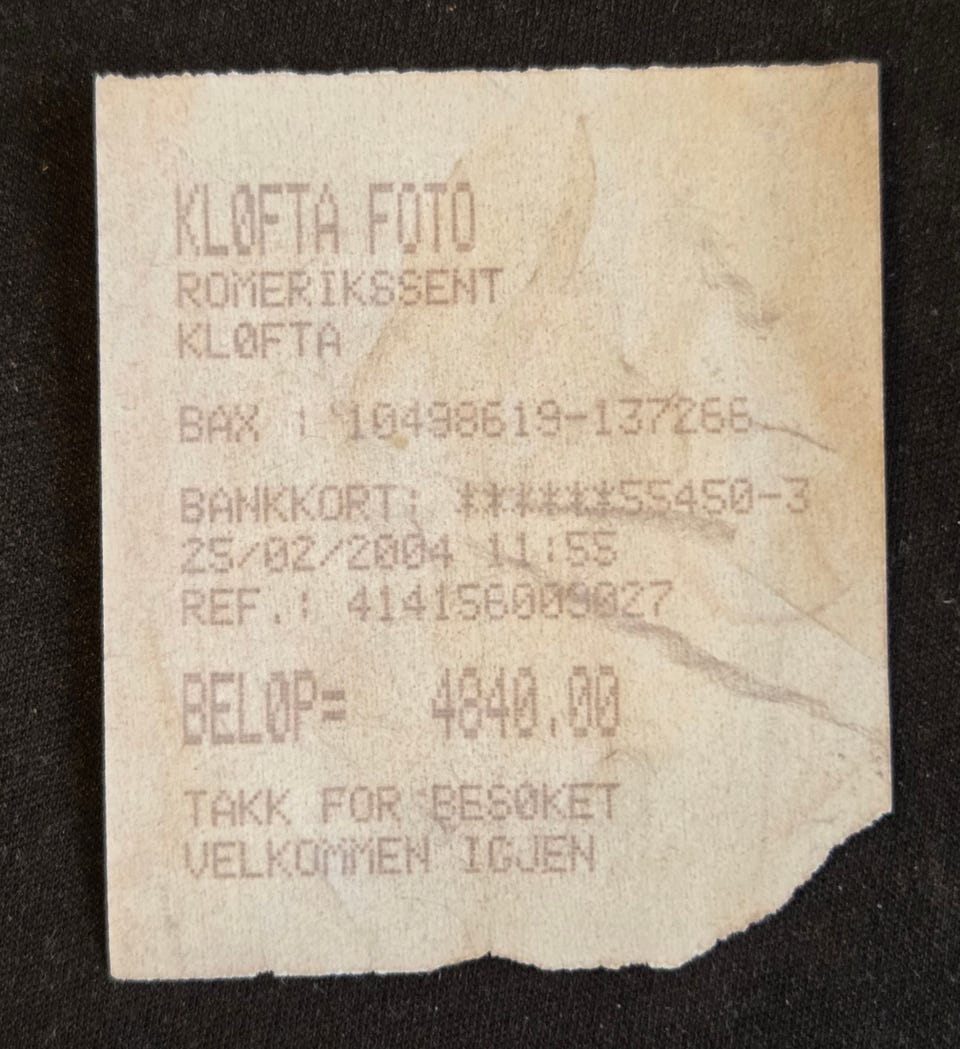 KLØFTA FOTO
ROMERIKSSENT
KLØFTA
BAX : 10498619-137266
BANKKORT: ******55450-3
25/02/2004 11:55
REF.: 414156009027
BELØP= 4840.00
TAKK FOR BESØKET
VELKOMMEN IGJEN